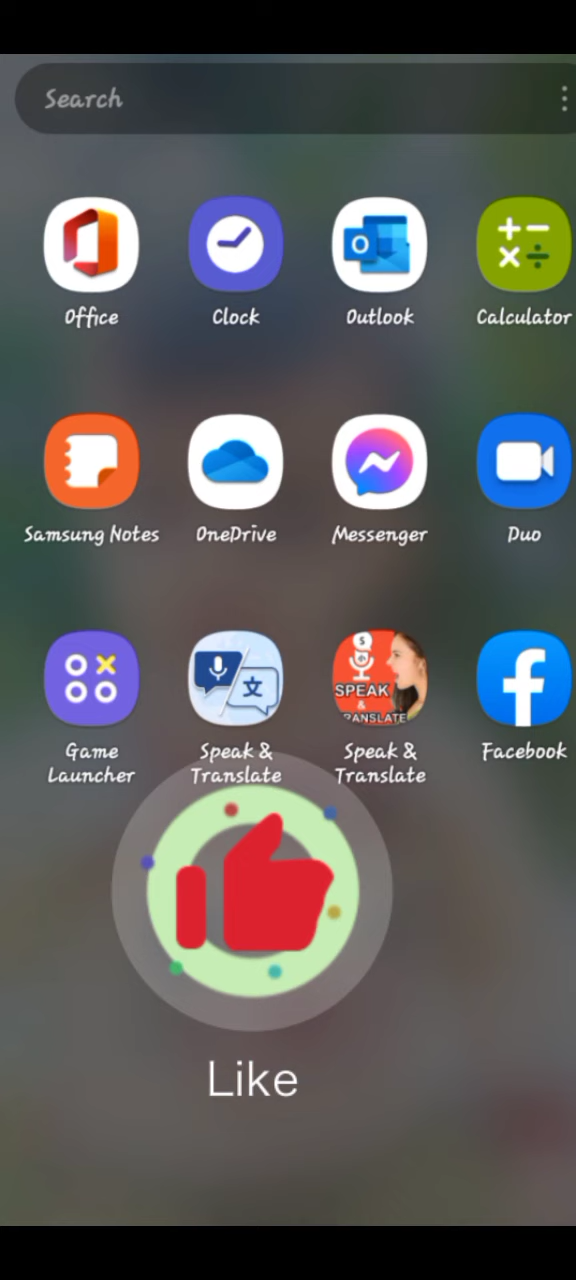 Search
Office
Clock
Outlook
Calculator
Samsung Notes
OneDrive
Messenger
Duo
Game
Launcher
Speak &
Translate
SPEAK
&
RANSLATE
Speak &
Translate
Facebook
Like